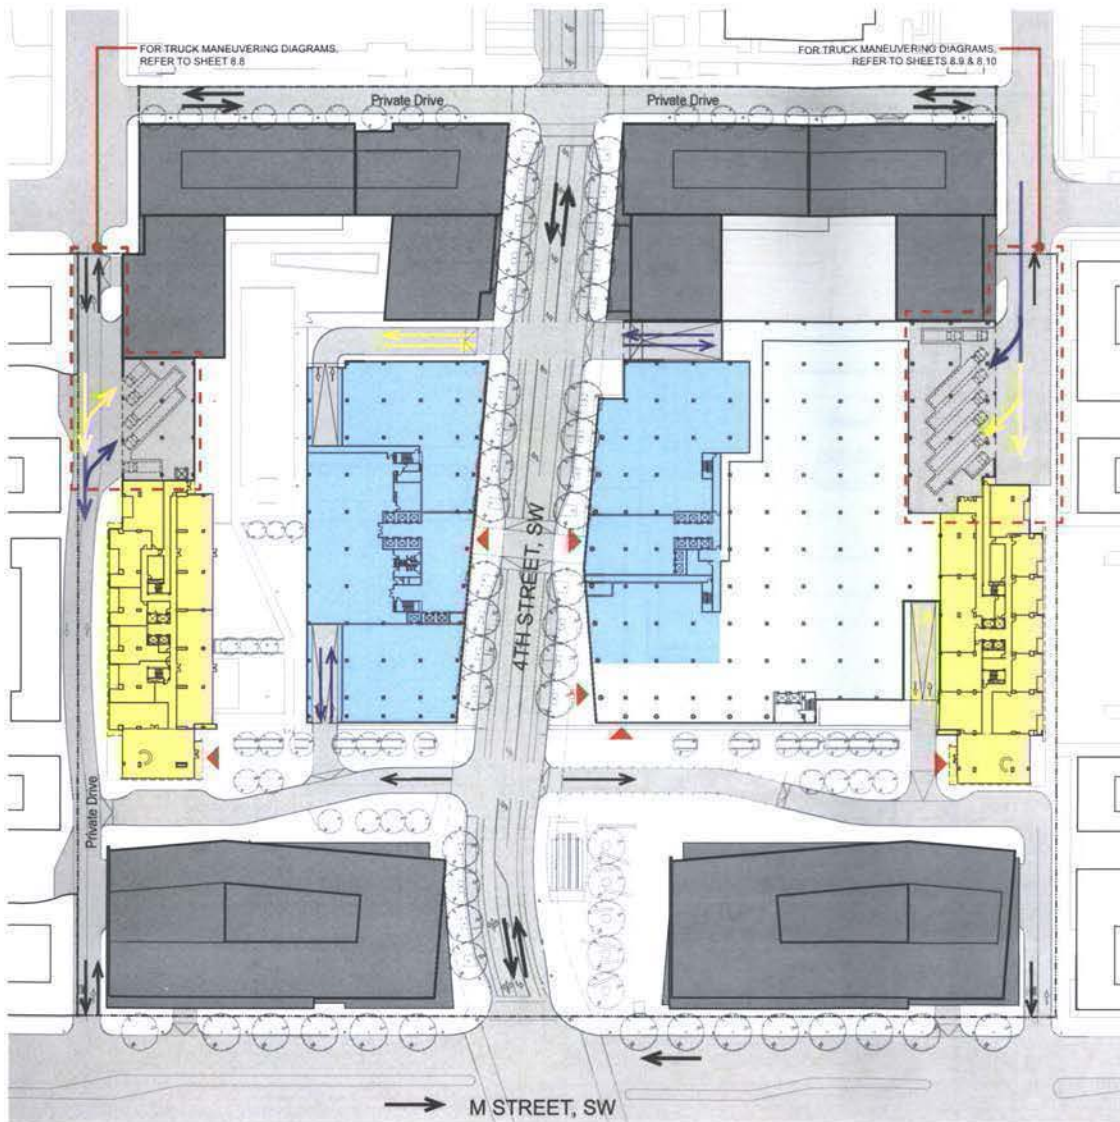 FOR TRUCK MANEUVERING DIAGRAMS,
REFER TO SHEET 8.8
FOR TRUCK MANEUVERING DIAGRAMS,
REFER TO SHEETS 8.9 & 8.10
Private Drive
Private Drive
4TH STREET, SW
Private Drive
M STREET, SW